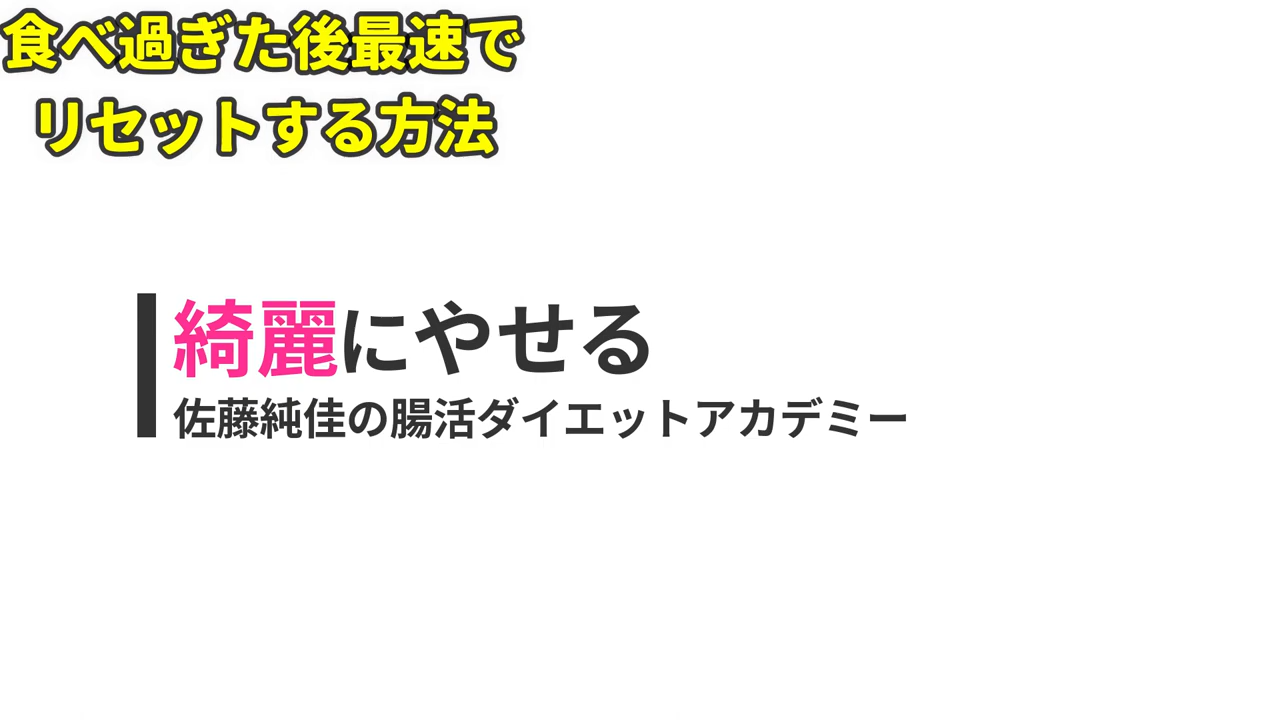 食べ過ぎた後最速で
リセットする方法
綺麗にやせる
佐藤純佳の腸活ダイエットアカデミー